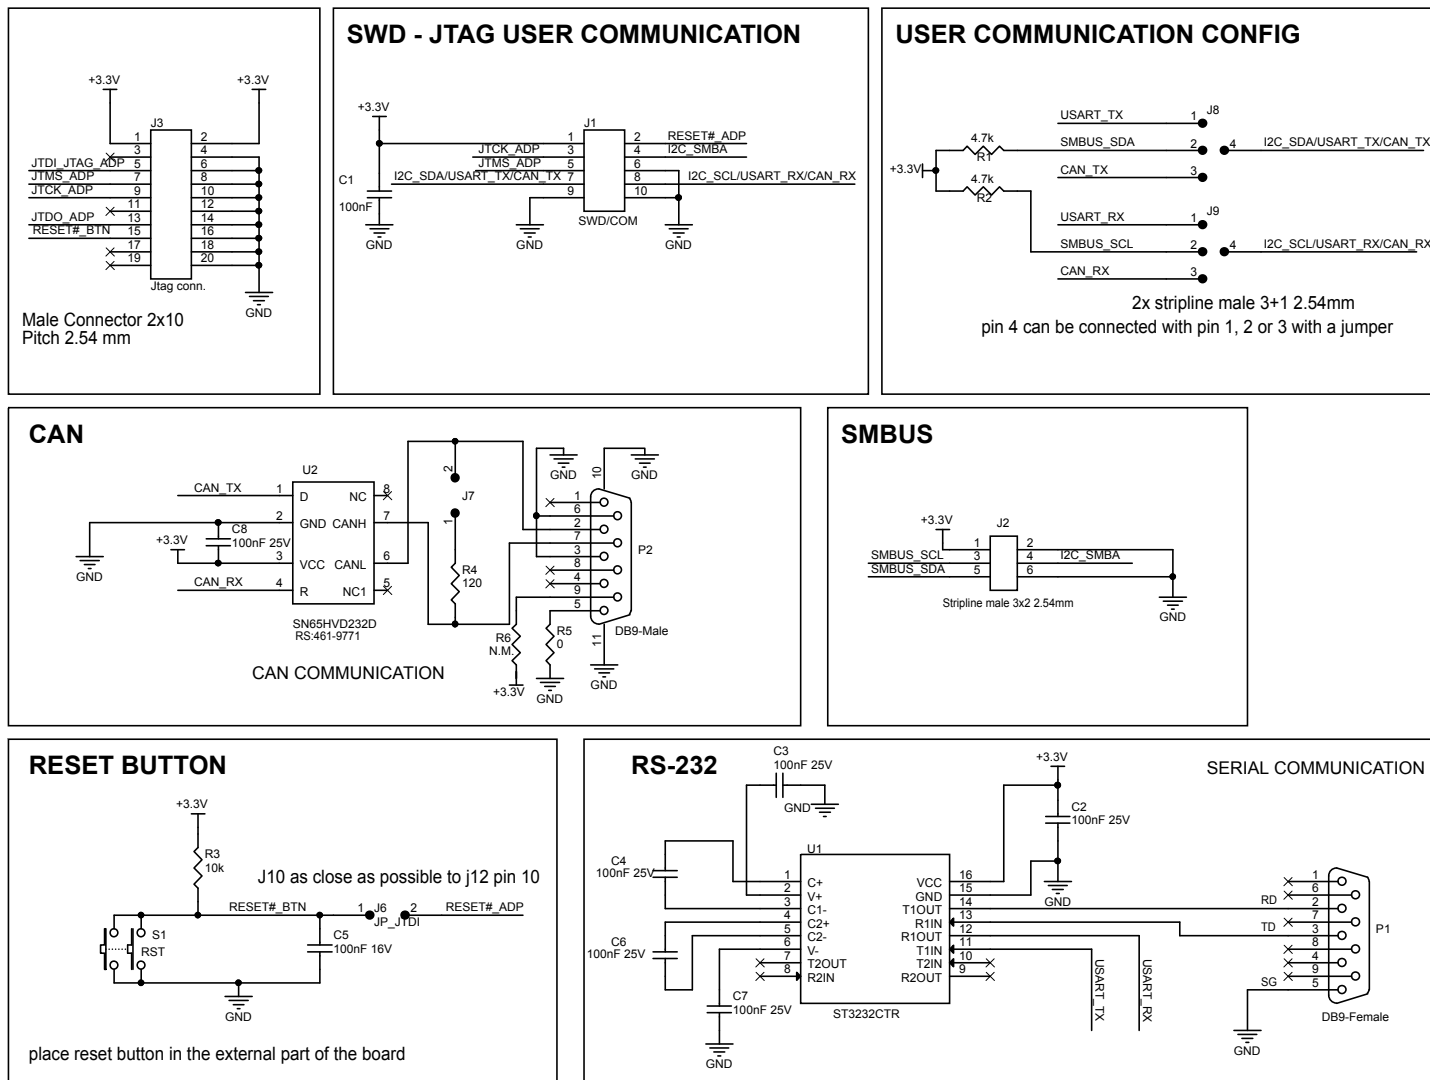 +3.3V
+3.3V
J3
1
2
3
4
JTDI_JTAG_ADP
5
6
JTMS_ADP
7
8
JTCK_ADP
9
10
11
12
JTDO_ADP
13
14
RESET#_BTN
15
16
17
18
19
20
Jtag conn.
GND
Male Connector 2x10
Pitch 2.54 mm
SWD - JTAG USER COMMUNICATION
+3.3V
J1
1
2
RESET#_ADP
JTCK_ADP
3
4
I2C_SMBA
JTMS_ADP
5
6
I2C_SDA/USART_TX/CAN_TX
7
8
I2C_SCL/USART_RX/CAN_RX
9
10
C1
100nF
SWD/COM
GND
GND
GND
USER COMMUNICATION CONFIG
USART_TX
1
J8
4.7k
R1
SMBUS_SDA
2
4
I2C_SDA/USART_TX/CAN_TX
+3.3V
CAN_TX
3
4.7k
R2
USART_RX
1
J9
SMBUS_SCL
2
4
I2C_SCL/USART_RX/CAN_RX
CAN_RX
3
2x stripline male 3+1 2.54mm
pin 4 can be connected with pin 1, 2 or 3 with a jumper
CAN
U2
CAN_TX
1
D
NC
8
2
GND
CANH
7
C8
100nF 25V
+3.3V
3
VCC
CANL
6
GND
CAN_RX
4
R
NC1
5
SN65HVD232D
RS:461-9771
CAN COMMUNICATION
2
J7
1
R4
120
GND
10
GND
1
6
2
7
3
8
4
9
5
P2
DB9-Male
11
R6
N.M.
R5
0
+3.3V
GND
GND
SMBUS
+3.3V
J2
1
2
SMBUS_SCL
3
4
I2C_SMBA
SMBUS_SDA
5
6
Stripline male 3x2 2.54mm
GND
RESET BUTTON
+3.3V
R3
10k
J10 as close as possible to j12 pin 10
RESET#_BTN
1
J6
2
RESET#_ADP
JP_JTDI
S1
RST
C5
100nF 16V
GND
place reset button in the external part of the board
RS-232
C3
100nF 25V
GND
+3.3V
SERIAL COMMUNICATION
C2
100nF 25V
GND
U1
C4
100nF 25V
C6
100nF 25V
C7
100nF 25V
GND
1
C+
VCC
16
2
V+
GND
15
3
C1-
T1OUT
14
4
C2+
R1IN
13
5
C2-
R1OUT
12
6
V-
T1IN
11
7
T2OUT
T2IN
10
8
R2IN
R2OUT
9
ST3232CTR
USART_TX
USART_RX
1
6
RD
2
7
TD
3
8
4
9
SG
5
P1
DB9-Female
GND